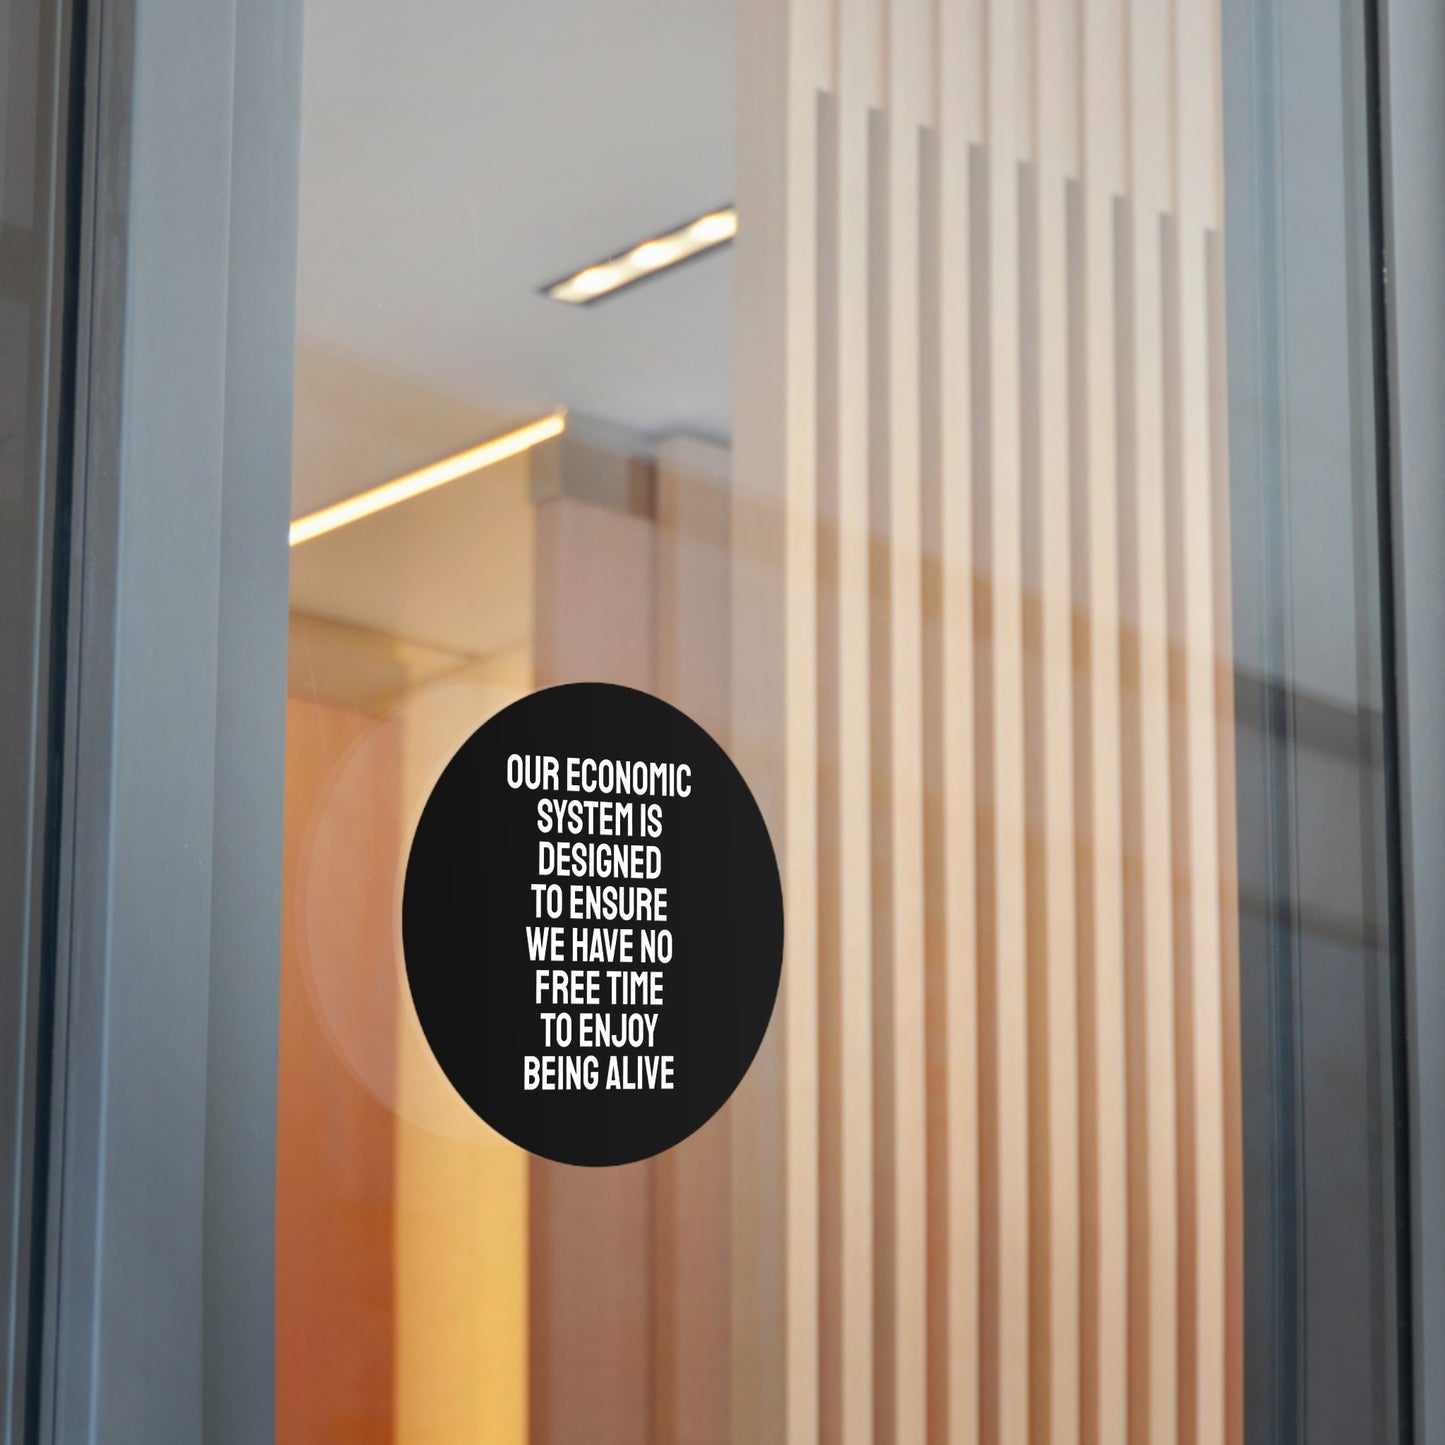 OUR ECONOMIC
SYSTEM IS
DESIGNED
TO ENSURE
WE HAVE NO
FREE TIME
TO ENJOY
BEING ALIVE